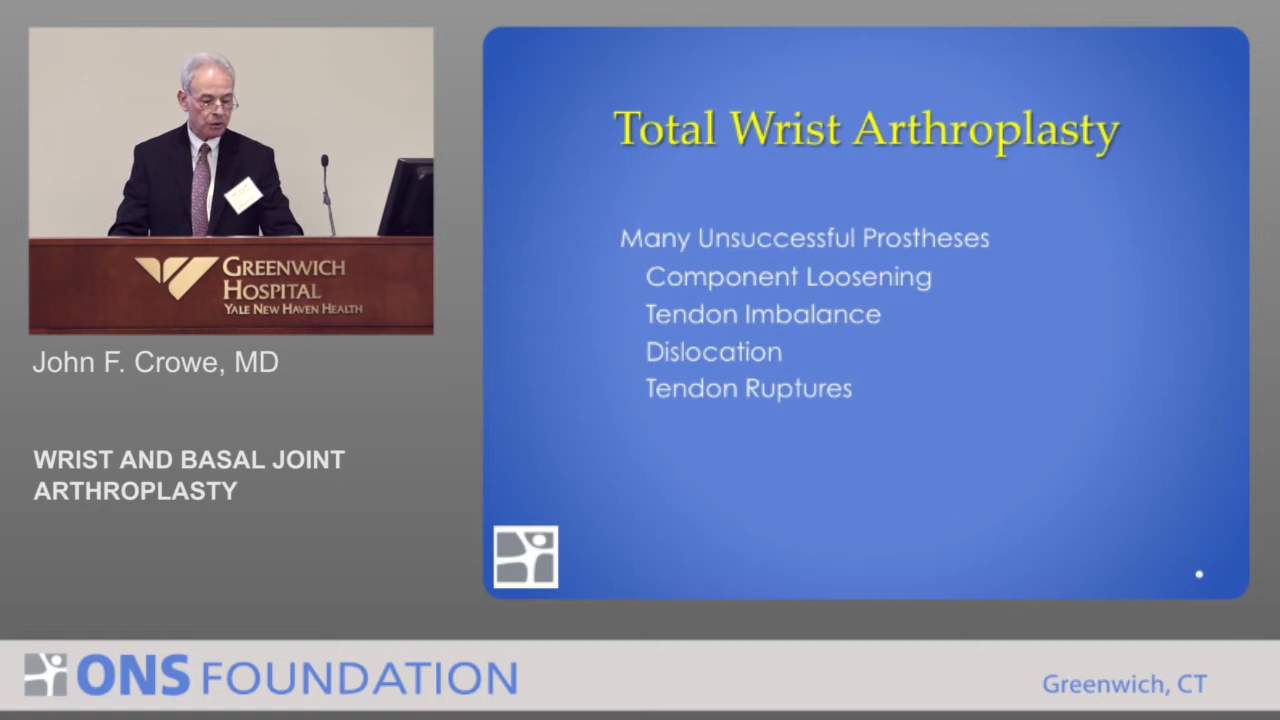 GREENWICH
HOSPITAL
YALE NEW HAVEN HEALTH
John F. Crowe, MD
WRIST AND BASAL JOINT
ARTHROPLASTY
Total Wrist Arthroplasty
Many Unsuccessful Prostheses
Component Loosening
Tendon Imbalance
Dislocation
Tendon Ruptures
ONS FOUNDATION
Greenwich, CT